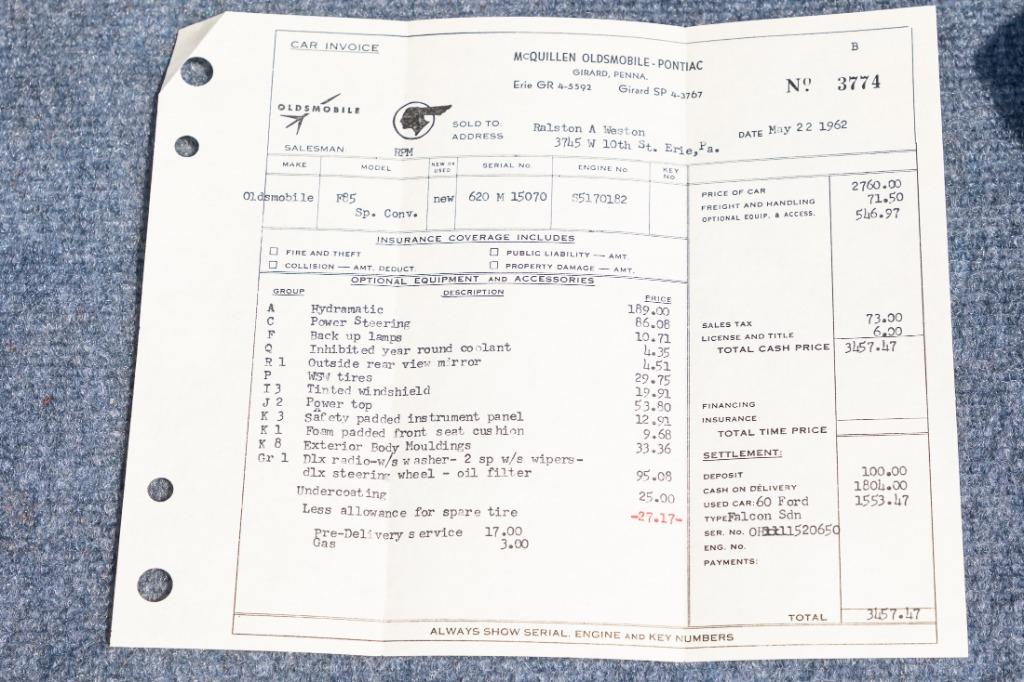 CAR INVOICE
McQUILLEN OLDSMOBILE - PONTIAC
GIRARD, PENNA.
Erie GR 4-5592 Girard SP 4-3767
B
Nº 3774
OLDSMOBILE
SOLD TO: Ralston A Weston
ADDRESS 3745 W 10th St. Erie, Pa.
DATE May 22 1962
SALESMAN RPM
MAKE MODEL NEW OR USED SERIAL NO. ENGINE NO. KEY NO
Oldsmobile F85 Sp. Conv. new 620 M 15070 S5170182
INSURANCE COVERAGE INCLUDES
☐ FIRE AND THEFT ☐ PUBLIC LIABILITY — AMT.
☐ COLLISION — AMT. DEDUCT. ☐ PROPERTY DAMAGE — AMT.
OPTIONAL EQUIPMENT AND ACCESSORIES
GROUP DESCRIPTION PRICE
A Hydramatic 189.00
C Power Steering 86.08
F Back up lamps 10.71
Q Inhibited year round coolant 4.35
R 1 Outside rear view mirror 4.51
P WSW tires 29.75
I 3 Tinted windshield 19.91
J 2 Power top 53.80
K 3 Safety padded instrument panel 12.91
K 1 Foam padded front seat cushion 9.68
K 8 Exterior Body Mouldings 33.36
Gr 1 Dlx radio-w/s washer- 2 sp w/s wipers-
dlx steering wheel - oil filter 95.08
Undercoating 25.00
Less allowance for spare tire -27.17-
Pre-Delivery service 17.00
Gas 3.00
PRICE OF CAR 2760.00
FREIGHT AND HANDLING 71.50
OPTIONAL EQUIP. & ACCESS. 546.97
SALES TAX 73.00
LICENSE AND TITLE 6.00
TOTAL CASH PRICE 3457.47
FINANCING
INSURANCE
TOTAL TIME PRICE
SETTLEMENT:
DEPOSIT 100.00
CASH ON DELIVERY 1804.00
USED CAR: 60 Ford 1553.47
TYPE Falcon Sdn
SER. NO.
ENG. NO.
PAYMENTS:
TOTAL 3457.47
ALWAYS SHOW SERIAL, ENGINE AND KEY NUMBERS